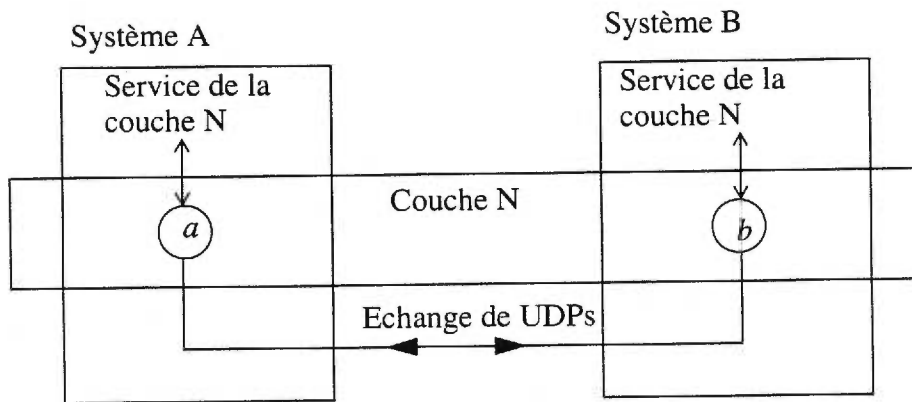 Système A
Système B
Service de la
couche N
Service de la
couche N
Couche N
a
b
Echange de UDPs